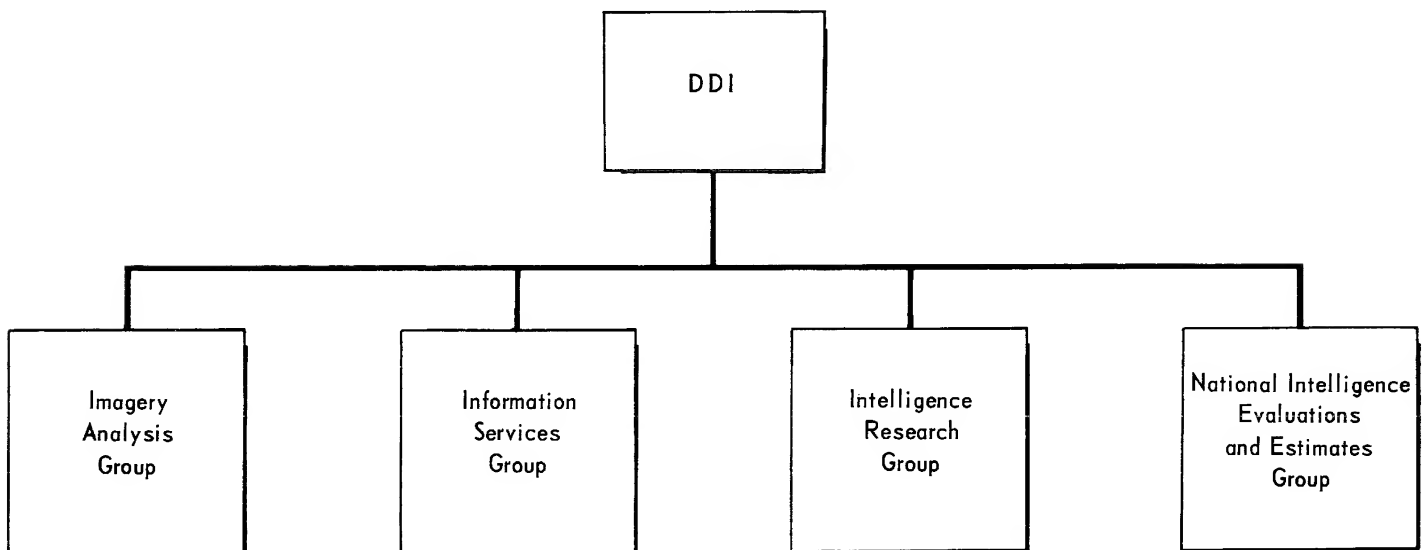 DDI
Imagery
Analysis
Group
Information
Services
Group
Intelligence
Research
Group
National Intelligence
Evaluations
and Estimates
Group